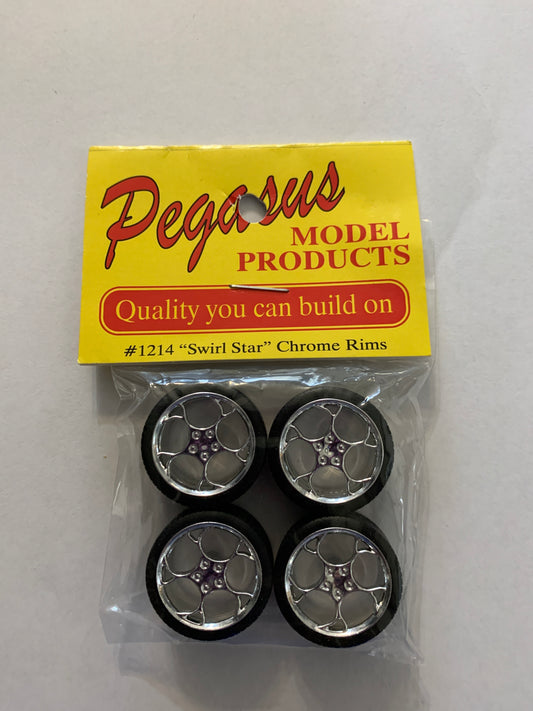 Pegasus
MODEL
PRODUCTS
Quality you can build on
#1214 “Swirl Star” Chrome Rims